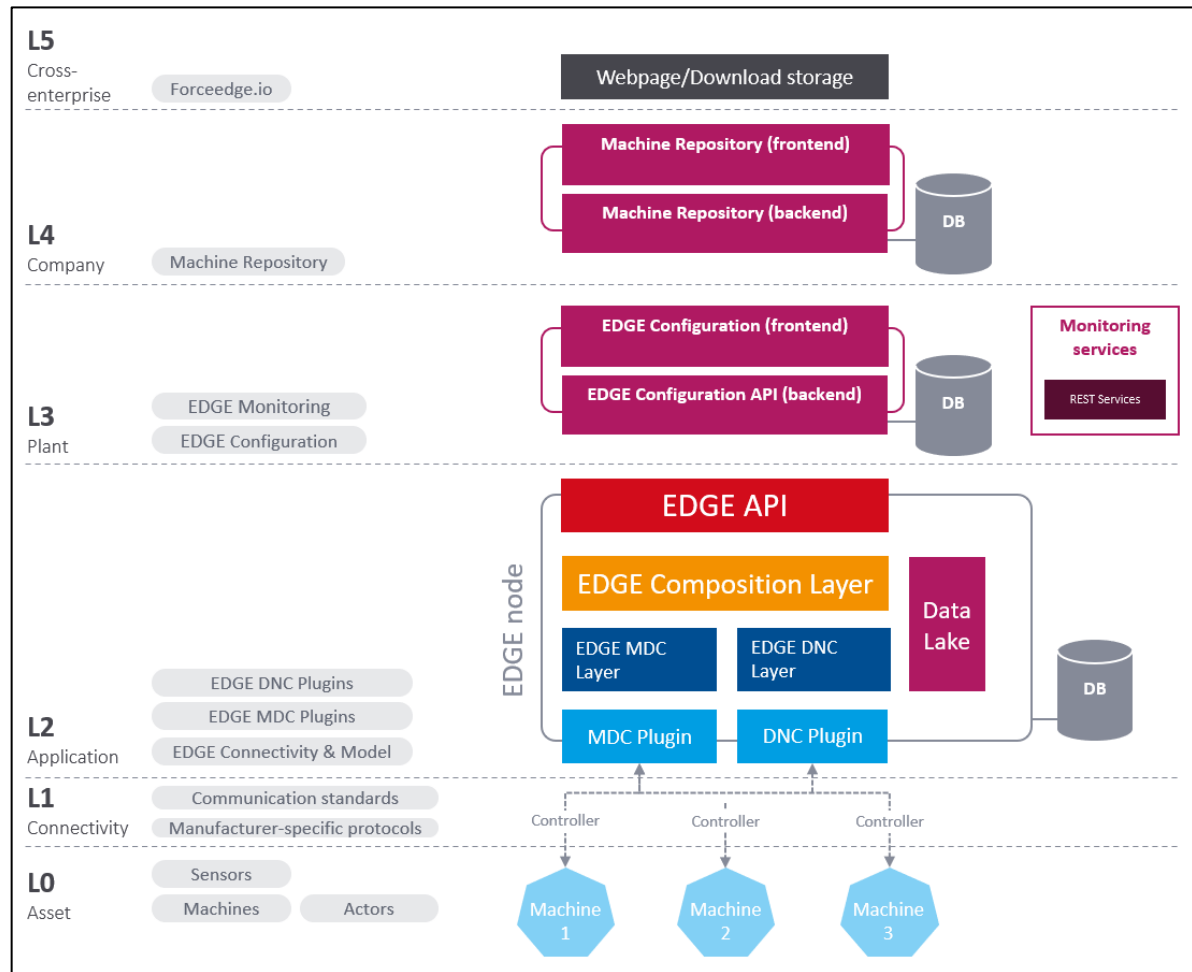 L5
Cross-
enterprise
Forceedge.io
Webpage/Download storage
Machine Repository (frontend)
Machine Repository (backend)
DB
L4
Company
Machine Repository
EDGE Configuration (frontend)
EDGE Configuration API (backend)
DB
Monitoring
services
REST Services
L3
Plant
EDGE Monitoring
EDGE Configuration
EDGE node
EDGE API
EDGE Composition Layer
EDGE MDC
Layer
EDGE DNC
Layer
Data
Lake
DB
MDC Plugin
DNC Plugin
L2
Application
EDGE DNC Plugins
EDGE MDC Plugins
EDGE Connectivity & Model
L1
Connectivity
Communication standards
Manufacturer-specific protocols
Controller
Controller
Controller
L0
Asset
Sensors
Machines
Actors
Machine
1
Machine
2
Machine
3